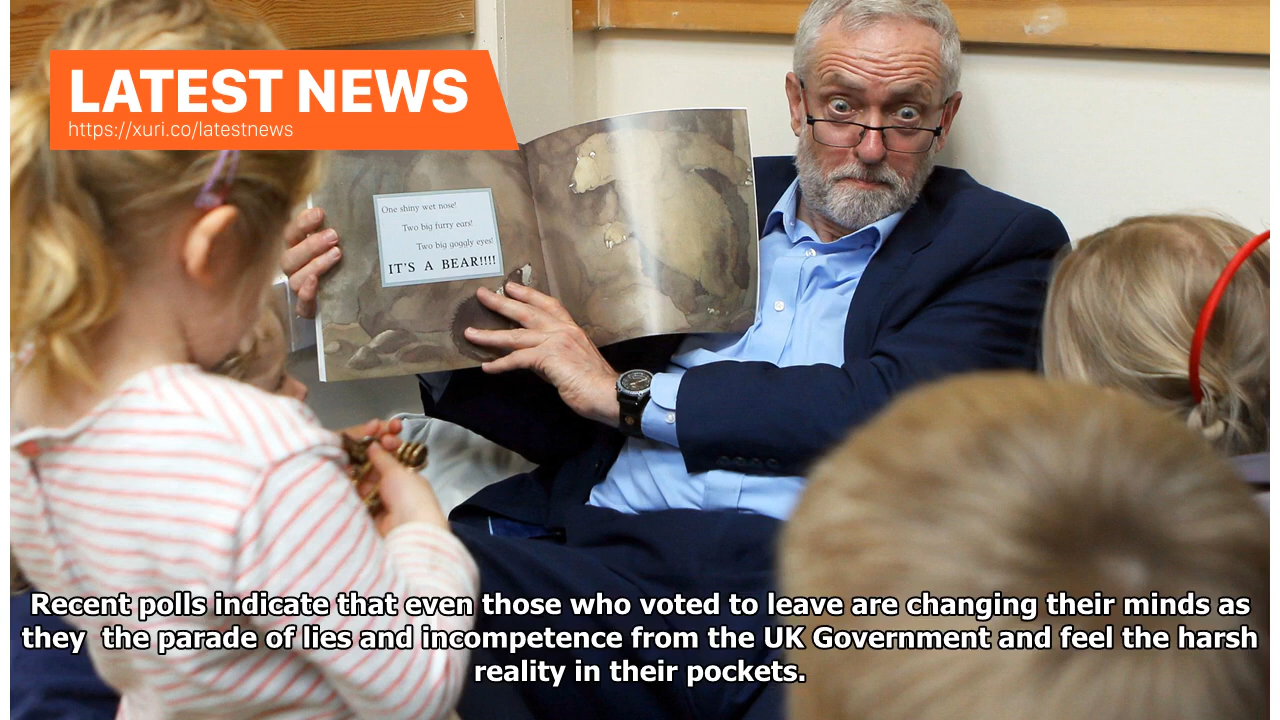 LATEST NEWS
https://xuri.co/latestnews
One shiny wet nose!
Two big furry ears!
Two big goggly eyes!
IT'S A BEAR!!!!
Recent polls indicate that even those who voted to leave are changing their minds as
they  the parade of lies and incompetence from the UK Government and feel the harsh
reality in their pockets.